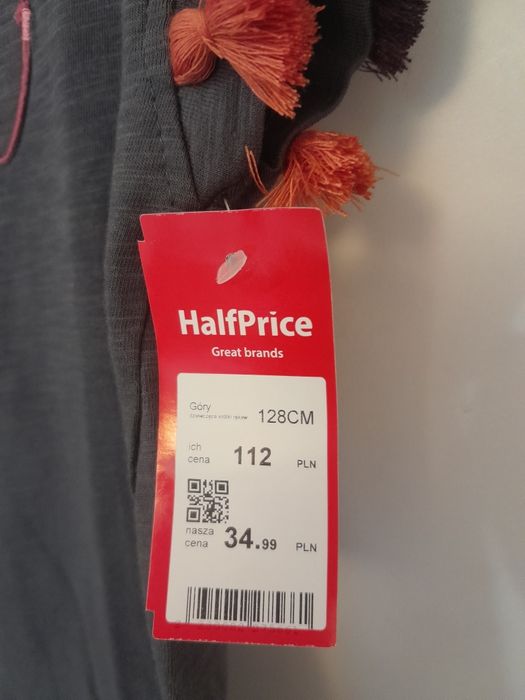 HalfPrice
Great brands
Góry
128CM
ich
cena 112 PLN
nasza
cena 34.99 PLN